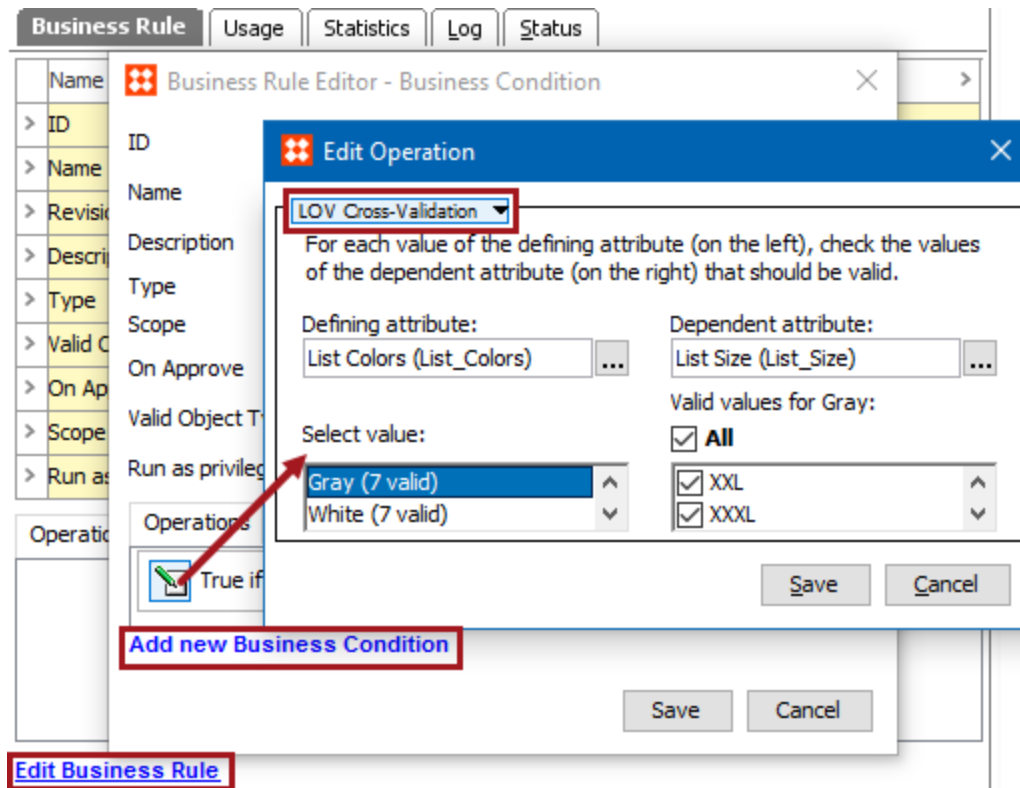 Business Rule
Usage
Statistics
Log
Status
Name
ID
Name
Revisi
Descri
Type
Valid
On Ap
Scope
Run as
Operati
Edit Business Rule
Business Rule Editor - Business Condition
ID
Name
Description
Type
Scope
On Approve
Valid Object T
Run as privileg
Operations
True if
Add new Business Condition
Save
Cancel
Edit Operation
LOV Cross-Validation
For each value of the defining attribute (on the left), check the values
of the dependent attribute (on the right) that should be valid.
Defining attribute:
Dependent attribute:
List Colors (List_Colors)
...
List Size (List_Size)
...
Valid values for Gray:
Select value:
All
Gray (7 valid)
XXL
White (7 valid)
XXXL
Save
Cancel